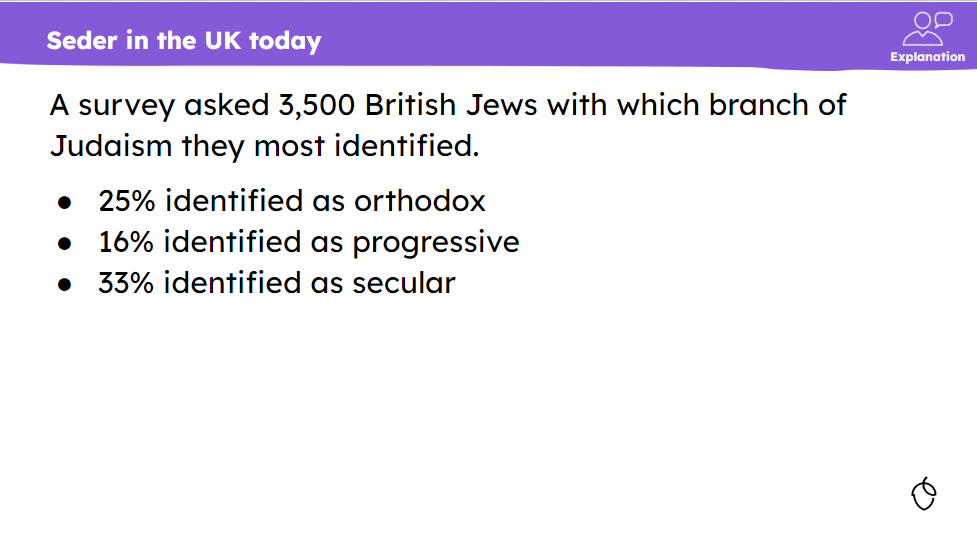 Seder in the UK today
Explanation
A survey asked 3,500 British Jews with which branch of
Judaism they most identified.
● 25% identified as orthodox
● 16% identified as progressive
● 33% identified as secular